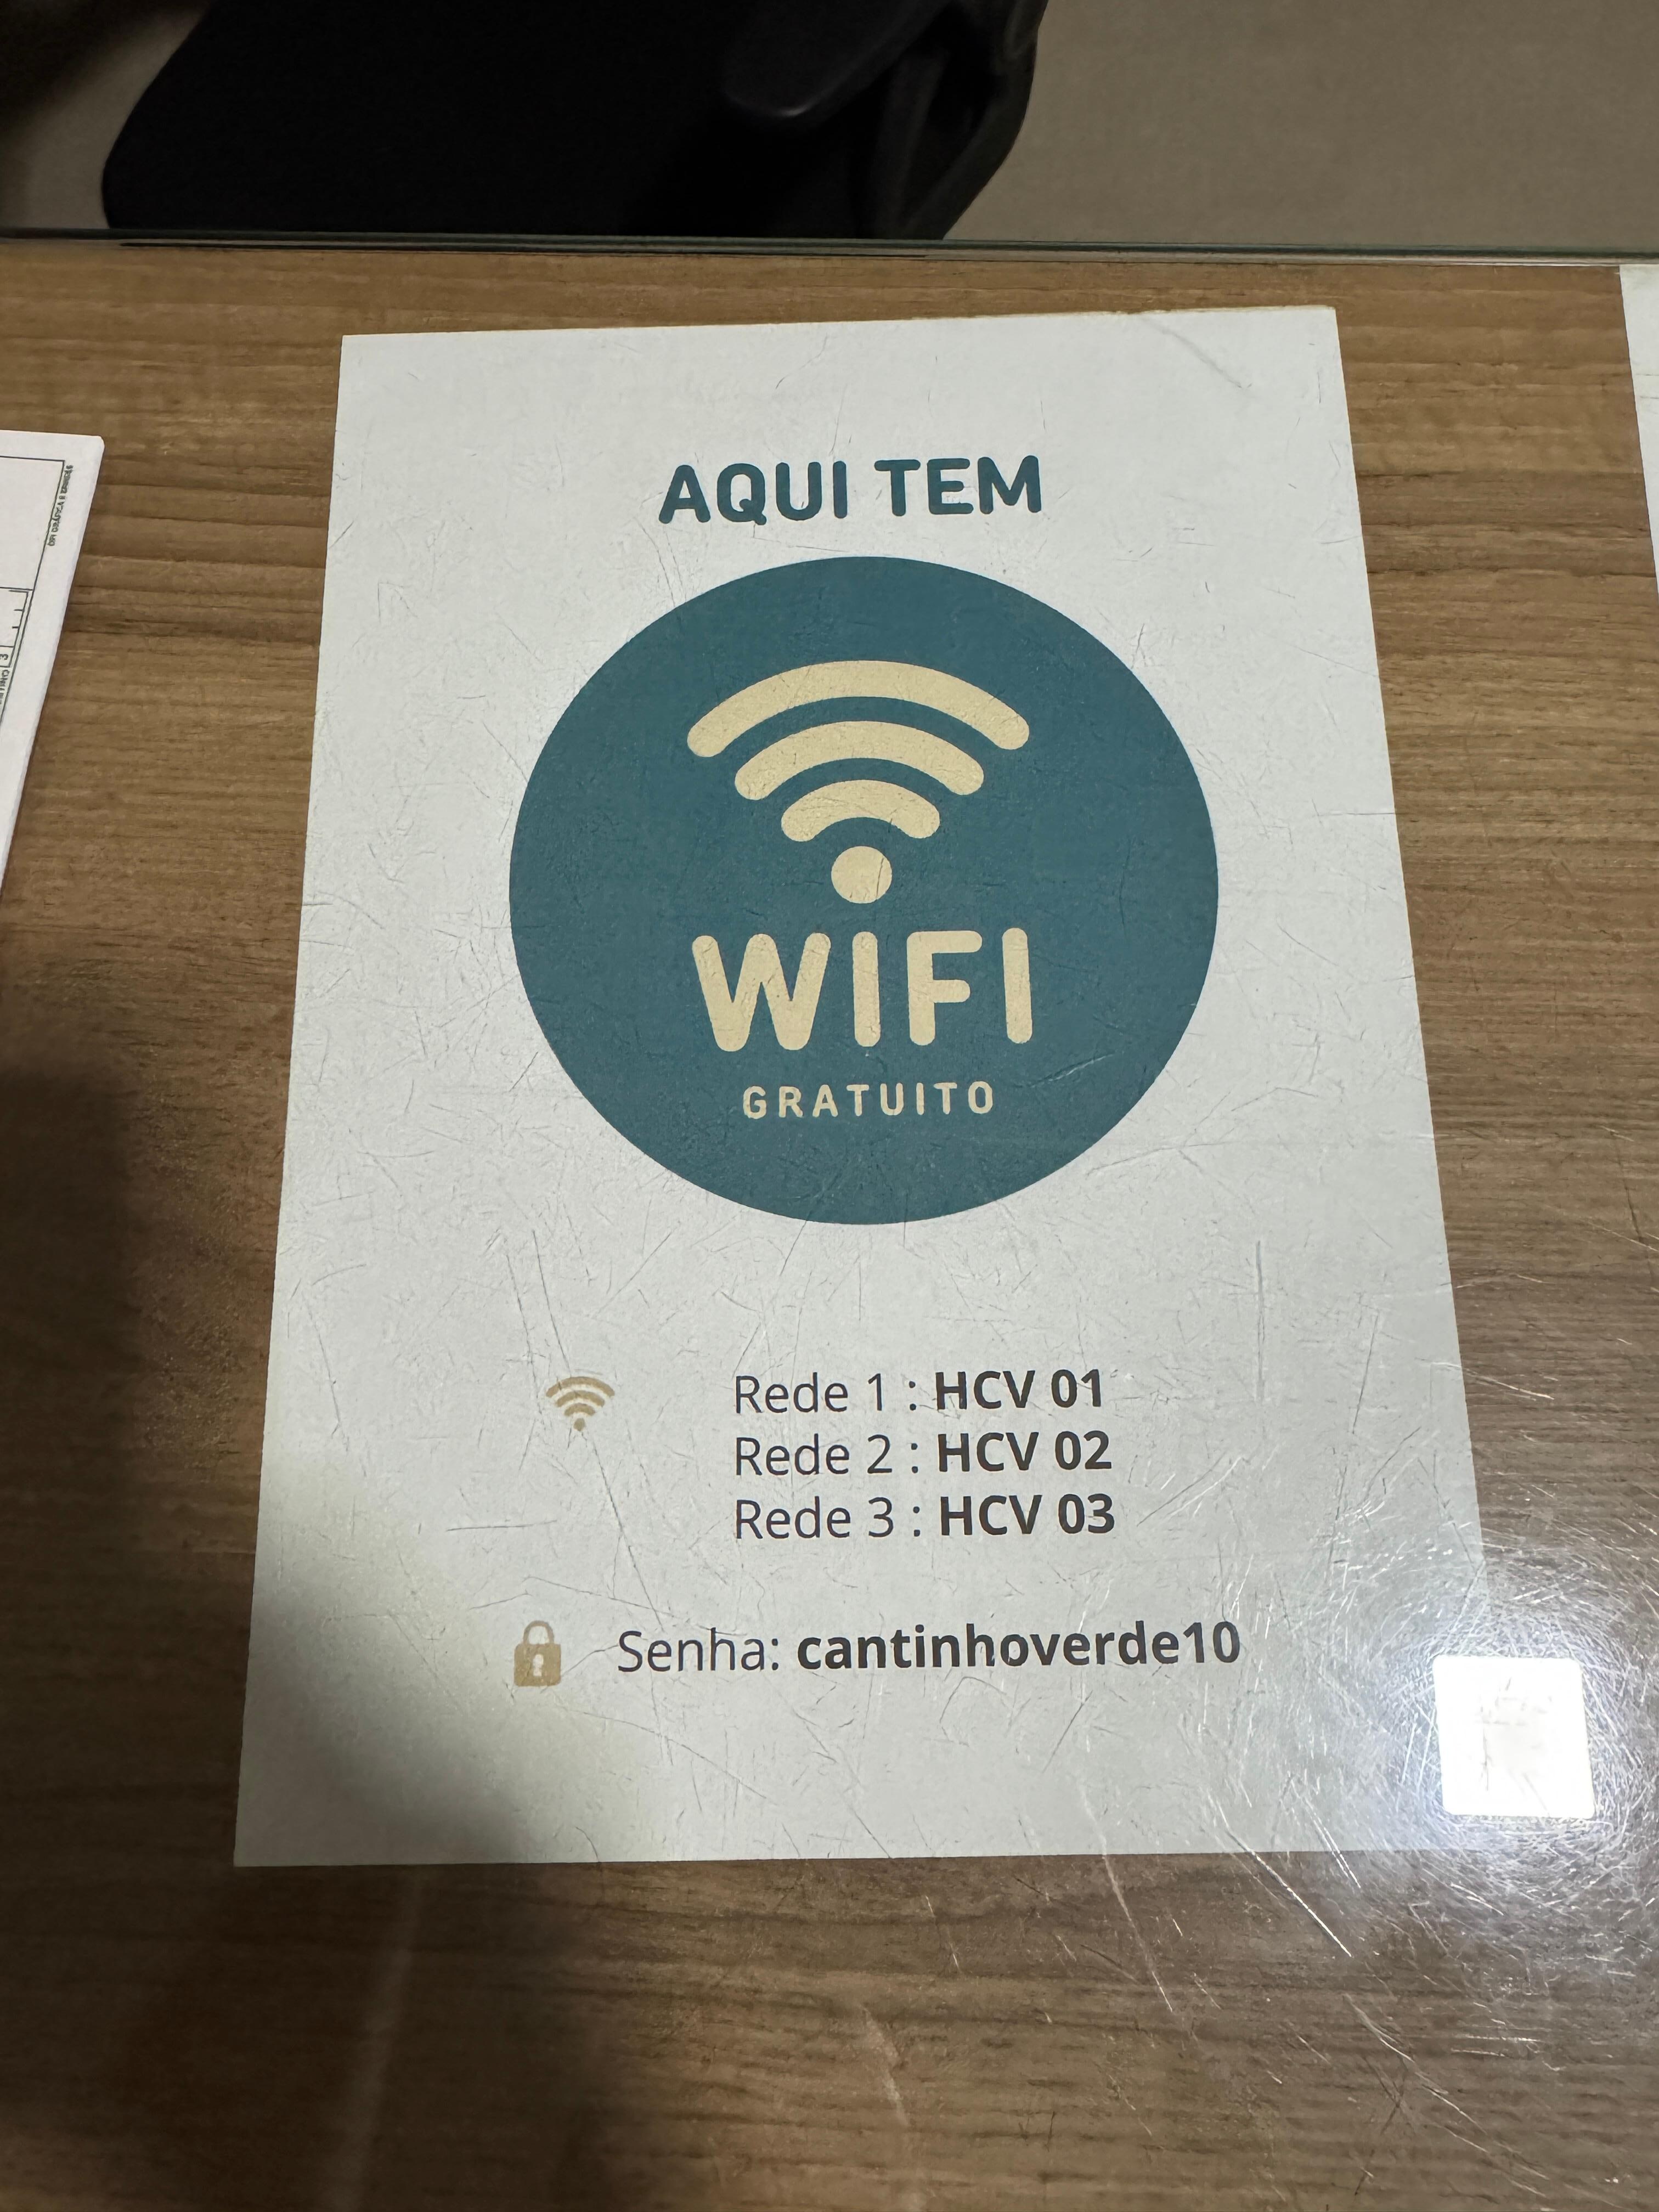 AQUI TEM
WIFI
GRATUITO
Rede 1 : HCV 01
Rede 2 : HCV 02
Rede 3 : HCV 03
Senha: cantinhoverde10